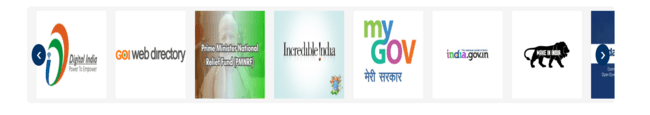 Digital India
Power To Empower
GOI web directory
Prime Minister National
Relief Fund (PMNRF)
Incredible !ndia
my
GOV
मेरी सरकार
india.gov.in
MAKE IN INDIA